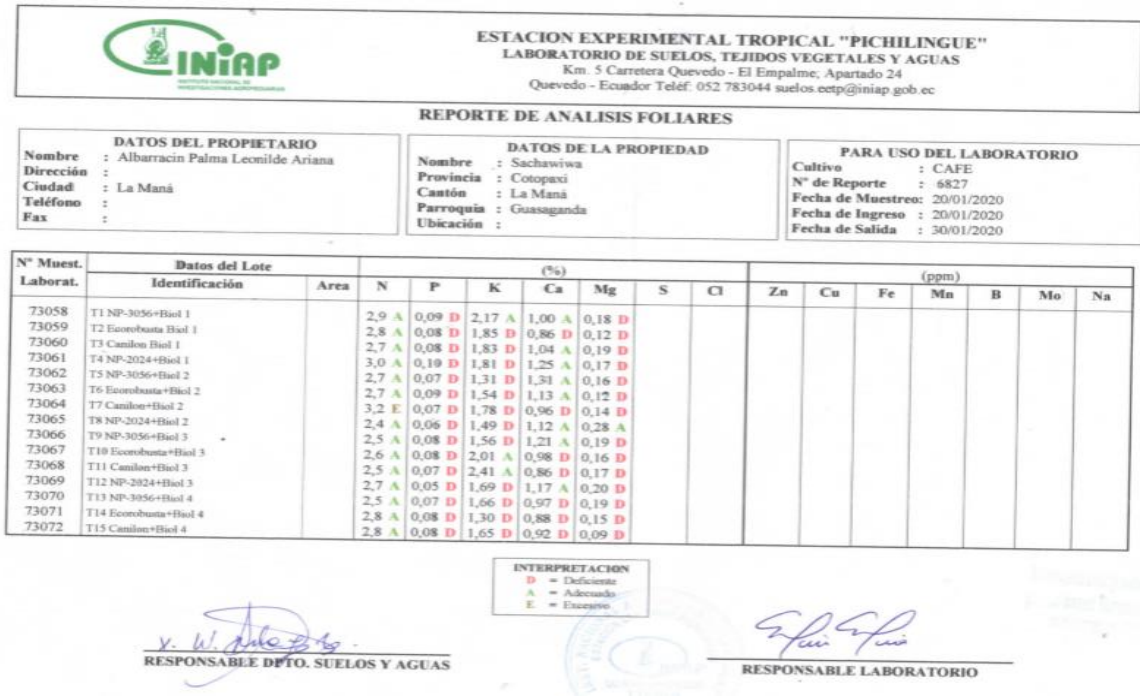 INIAP
INSTITUTO NACIONAL DE
INVESTIGACIONES AGROPECUARIAS
ESTACION EXPERIMENTAL TROPICAL "PICHILINGUE"
LABORATORIO DE SUELOS, TEJIDOS VEGETALES Y AGUAS
Km. 5 Carretera Quevedo - El Empalme; Apartado 24
Quevedo - Ecuador Teléf: 052 783044 suelos.eetp@iniap.gob.ec
REPORTE DE ANALISIS FOLIARES
DATOS DEL PROPIETARIO
Nombre : Albarracin Palma Leonilde Ariana
Dirección :
Ciudad : La Maná
Teléfono :
Fax :
DATOS DE LA PROPIEDAD
Nombre : Sachawiwa
Provincia : Cotopaxi
Cantón : La Maná
Parroquia : Guasaganda
Ubicación :
PARA USO DEL LABORATORIO
Cultivo : CAFE
N° de Reporte : 6827
Fecha de Muestreo: 20/01/2020
Fecha de Ingreso : 20/01/2020
Fecha de Salida : 30/01/2020
N° Muest. Datos del Lote (%) (ppm)
Laborat. Identificación Area N P K Ca Mg S Cl Zn Cu Fe Mn B Mo Na
73058 T1 NP-3056+Biol 1 2,9 A 0,09 D 2,17 A 1,00 A 0,18 D
73059 T2 Ecorobusta Biol 1 2,8 A 0,08 D 1,85 D 0,86 D 0,12 D
73060 T3 Canilon Biol 1 2,7 A 0,08 D 1,83 D 1,04 A 0,19 D
73061 T4 NP-2024+Biol 1 3,0 A 0,10 D 1,81 D 1,25 A 0,17 D
73062 T5 NP-3056+Biol 2 2,7 A 0,07 D 1,31 D 1,31 A 0,16 D
73063 T6 Ecorobusta+Biol 2 2,7 A 0,09 D 1,54 D 1,13 A 0,12 D
73064 T7 Canilon+Biol 2 3,2 E 0,07 D 1,78 D 0,96 D 0,14 D
73065 T8 NP-2024+Biol 2 2,4 A 0,06 D 1,49 D 1,12 A 0,28 A
73066 T9 NP-3056+Biol 3 2,5 A 0,08 D 1,56 D 1,21 A 0,19 D
73067 T10 Ecorobusta+Biol 3 2,6 A 0,08 D 2,01 A 0,98 D 0,16 D
73068 T11 Canilon+Biol 3 2,5 A 0,07 D 2,41 A 0,86 D 0,17 D
73069 T12 NP-2024+Biol 3 2,7 A 0,05 D 1,69 D 1,17 A 0,20 D
73070 T13 NP-3056+Biol 4 2,5 A 0,07 D 1,66 D 0,97 D 0,19 D
73071 T14 Ecorobusta+Biol 4 2,8 A 0,08 D 1,30 D 0,88 D 0,15 D
73072 T15 Canilon+Biol 4 2,8 A 0,08 D 1,65 D 0,92 D 0,09 D
INTERPRETACION
D = Deficiente
A = Adecuado
E = Excesivo
RESPONSABLE DPTO. SUELOS Y AGUAS
RESPONSABLE LABORATORIO